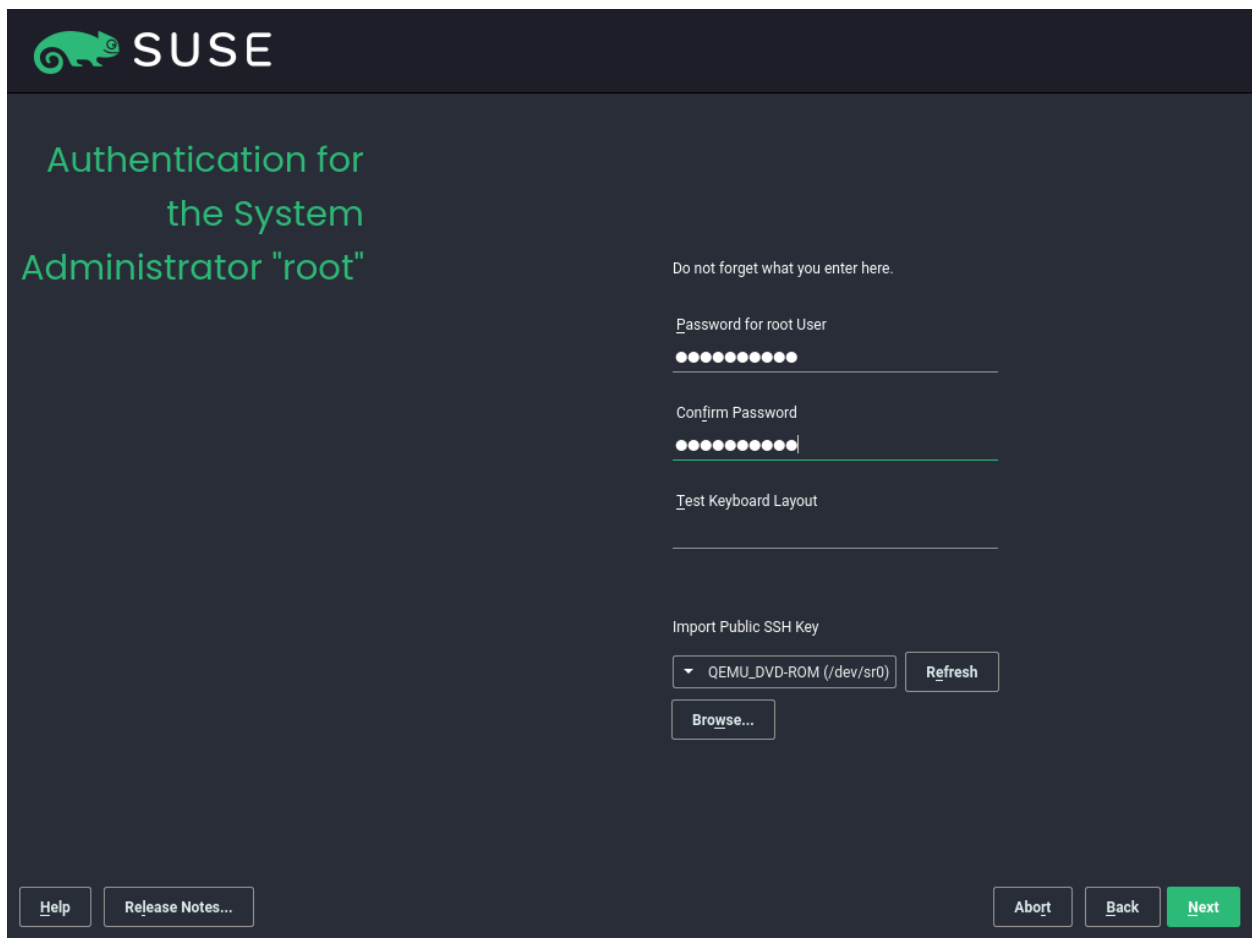 SUSE
Authentication for
the System
Administrator "root"
Do not forget what you enter here.
Password for root User
●●●●●●●●●●
Confirm Password
●●●●●●●●●●
Test Keyboard Layout
Import Public SSH Key
QEMU_DVD-ROM (/dev/sr0)
Refresh
Browse...
Help
Release Notes...
Abort
Back
Next